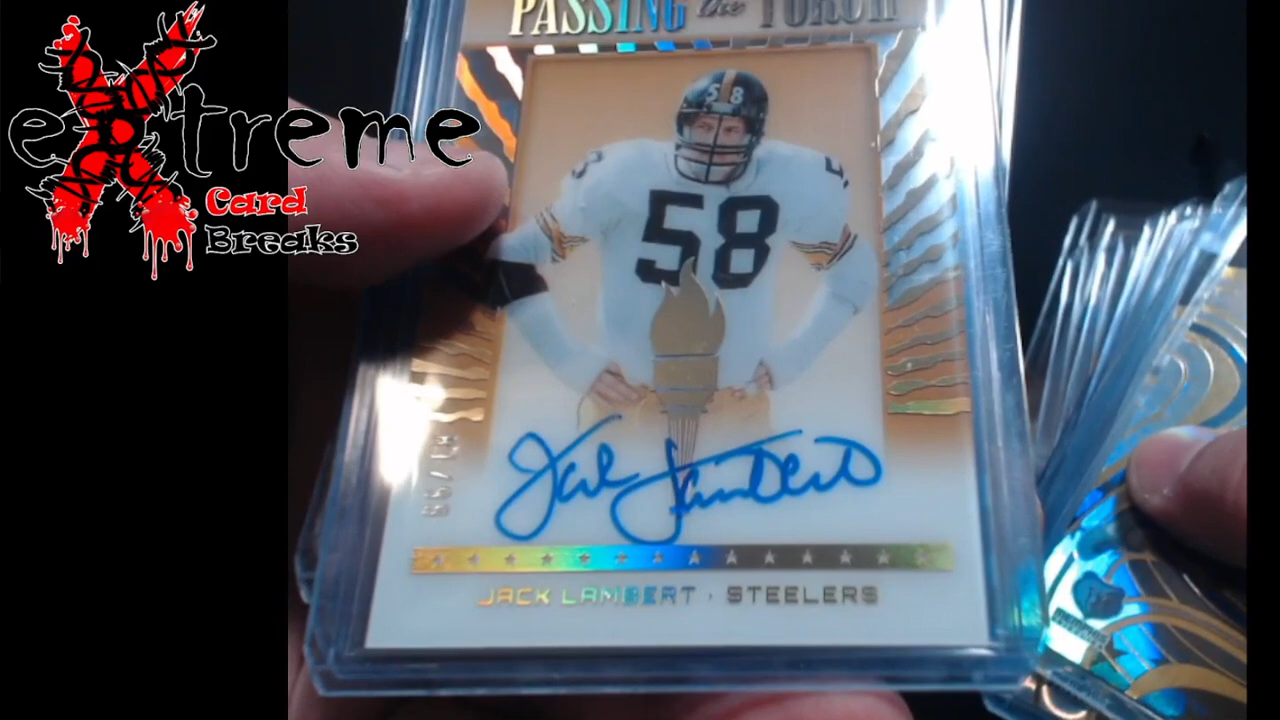 PASSING the TORCH
eXtreme
Card
Breaks
58
58
Jack Lambert
JACK LAMBERT · STEELERS